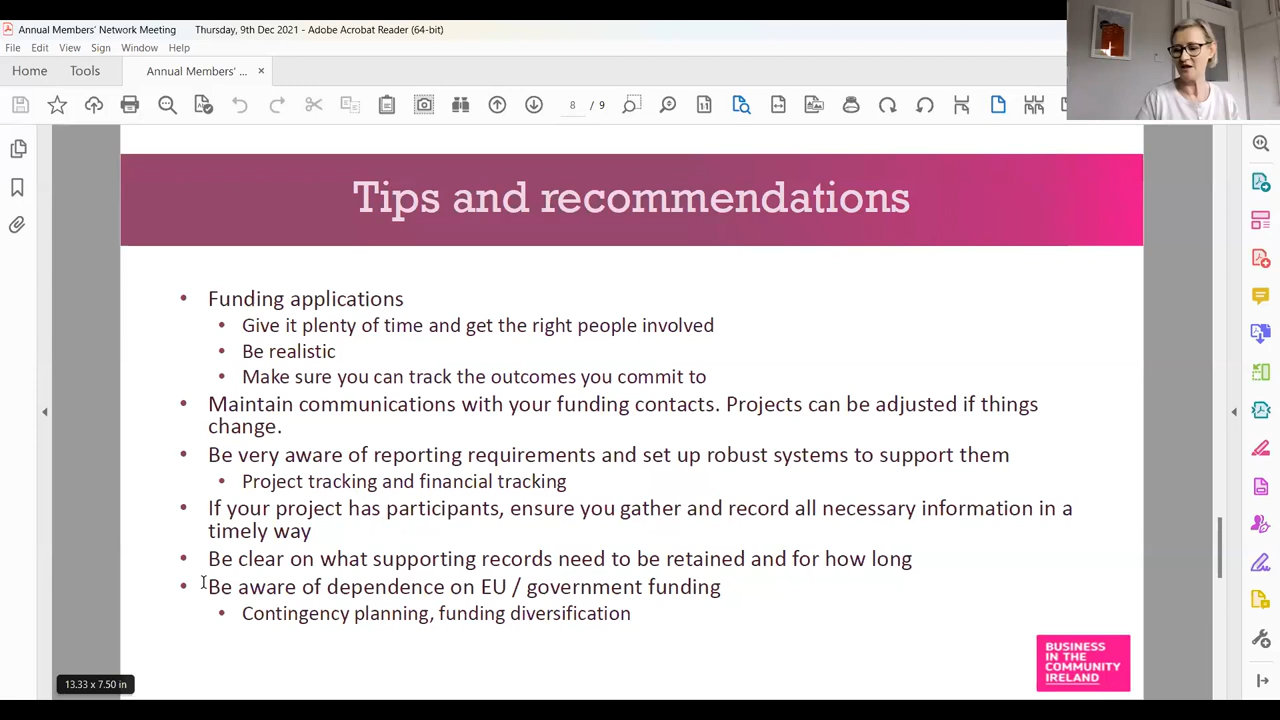 Annual Members' Network Meeting Thursday, 9th Dec 2021 - Adobe Acrobat Reader (64-bit)
File Edit View Sign Window Help
Home Tools Annual Members' ... ×
8 / 9
Tips and recommendations
• Funding applications
• Give it plenty of time and get the right people involved
• Be realistic
• Make sure you can track the outcomes you commit to
• Maintain communications with your funding contacts. Projects can be adjusted if things
change.
• Be very aware of reporting requirements and set up robust systems to support them
• Project tracking and financial tracking
• If your project has participants, ensure you gather and record all necessary information in a
timely way
• Be clear on what supporting records need to be retained and for how long
• Be aware of dependence on EU / government funding
• Contingency planning, funding diversification
BUSINESS
IN THE
COMMUNITY
IRELAND
13.33 x 7.50 in